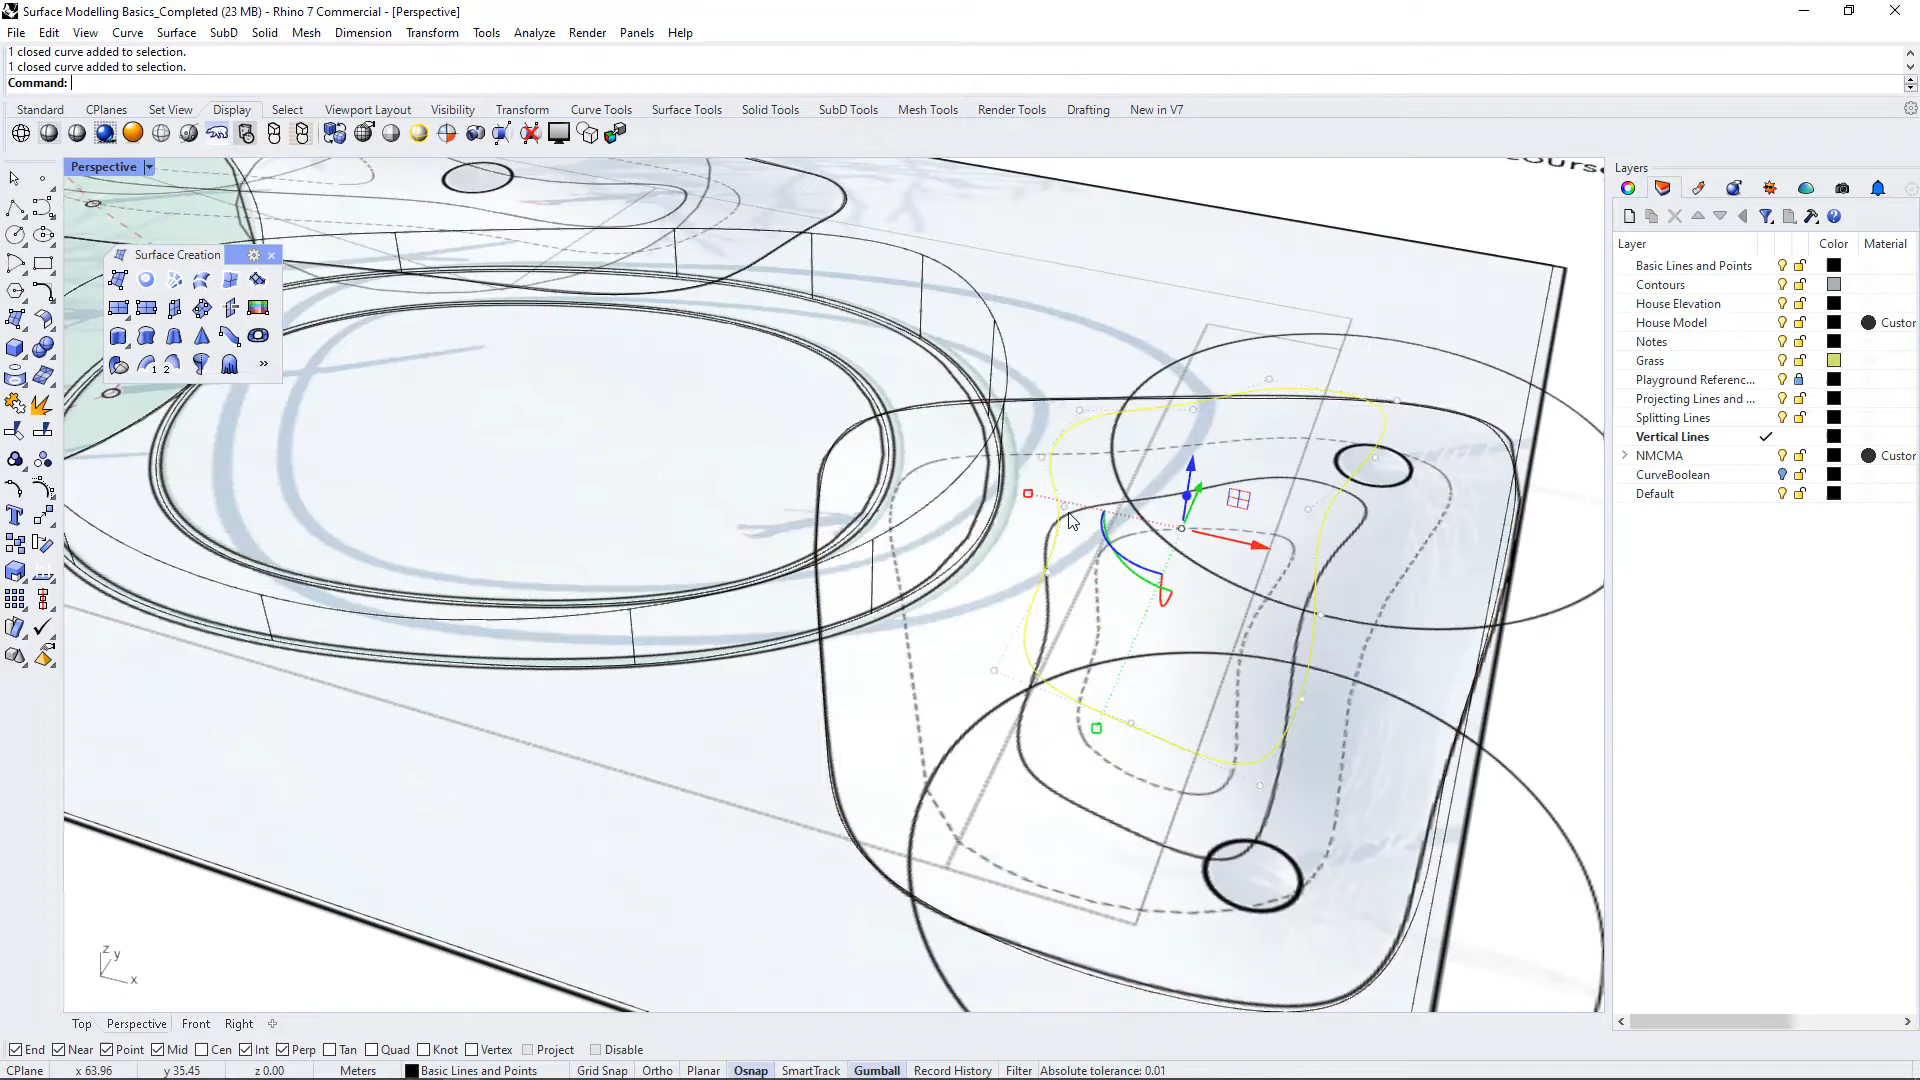 Surface Modelling Basics_Completed (23 MB) - Rhino 7 Commercial - [Perspective]
File Edit View Curve Surface SubD Solid Mesh Dimension Transform Tools Analyze Render Panels Help
1 closed curve added to selection.
1 closed curve added to selection.
Command:
Standard CPlanes Set View Display Select Viewport Layout Visibility Transform Curve Tools Surface Tools Solid Tools SubD Tools Mesh Tools Render Tools Drafting New in V7
Perspective
Surface Creation
1 2
Layers
Layer Color Material
Basic Lines and Points
Contours
House Elevation
House Model Custor
Notes
Grass
Playground Referenc...
Projecting Lines and ...
Splitting Lines
Vertical Lines
NMCMA Custor
CurveBoolean
Default
z y x
Top Perspective Front Right
End Near Point Mid Cen Int Perp Tan Quad Knot Vertex Project Disable
CPlane x 63.96 y 35.45 z 0.00 Meters Basic Lines and Points Grid Snap Ortho Planar Osnap SmartTrack Gumball Record History Filter Absolute tolerance: 0.01